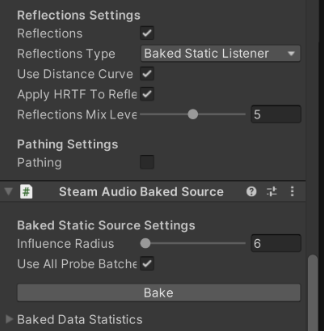 Reflections Settings
Reflections
Reflections Type Baked Static Listener
Use Distance Curve
Apply HRTF To Refle
Reflections Mix Leve 5
Pathing Settings
Pathing
# Steam Audio Baked Source
Baked Static Source Settings
Influence Radius 6
Use All Probe Batche
Bake
Baked Data Statistics